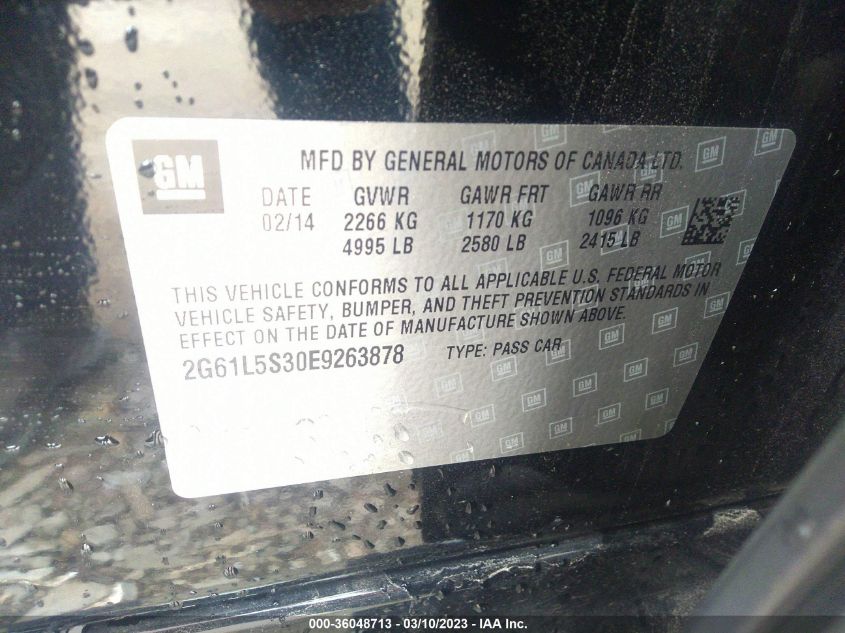 GM
MFD BY GENERAL MOTORS OF CANADA LTD.
DATE GVWR GAWR FRT GAWR RR
02/14 2266 KG 1170 KG 1096 KG
4995 LB 2580 LB 2415 LB
THIS VEHICLE CONFORMS TO ALL APPLICABLE U.S. FEDERAL MOTOR
VEHICLE SAFETY, BUMPER, AND THEFT PREVENTION STANDARDS IN
EFFECT ON THE DATE OF MANUFACTURE SHOWN ABOVE.
2G61L5S30E9263878 TYPE: PASS CAR
000-36048713 - 03/10/2023 - IAA Inc.